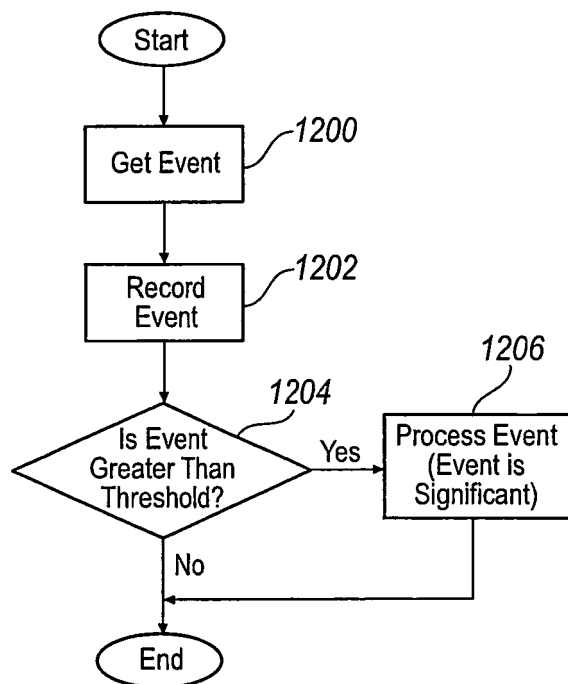 Start
1200
Get Event
1202
Record
Event
1204
Is Event
Greater Than
Threshold?
Yes
1206
Process Event
(Event is
Significant)
No
End